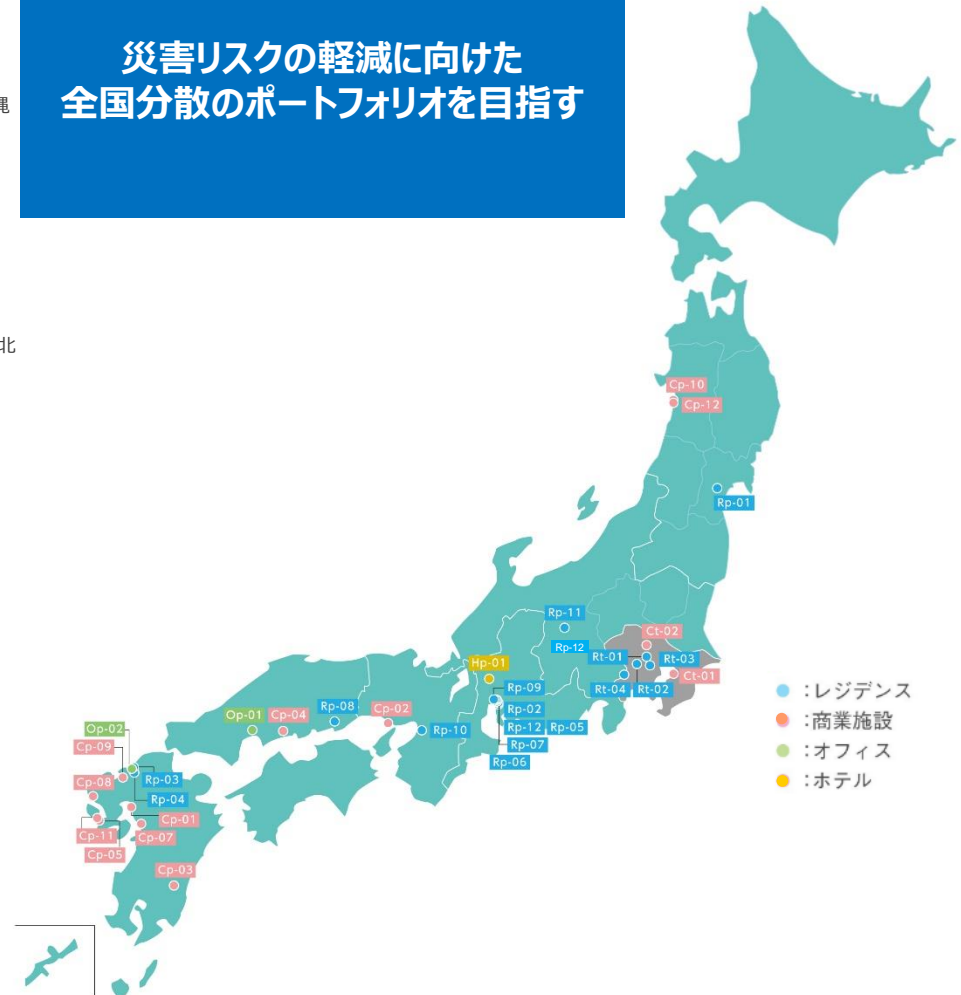 災害リスクの軽減に向けた
全国分散のポートフォリオを目指す
縄
北
Cp-10
Cp-12
Rp-01
Rp-11
Ct-02
Rp-12
Rt-01
Rt-03
Hp-01
Ct-01
Rp-09
Rt-04
Rt-02
Rp-08
Cp-02
Rp-02
Op-01
Cp-04
Rp-12
Rp-05
Op-02
Rp-10
Cp-09
Rp-07
Rp-06
Cp-08
Rp-03
Rp-04
Cp-01
Cp-11
Cp-07
Cp-05
Cp-03
:レジデンス
:商業施設
:オフィス
:ホテル